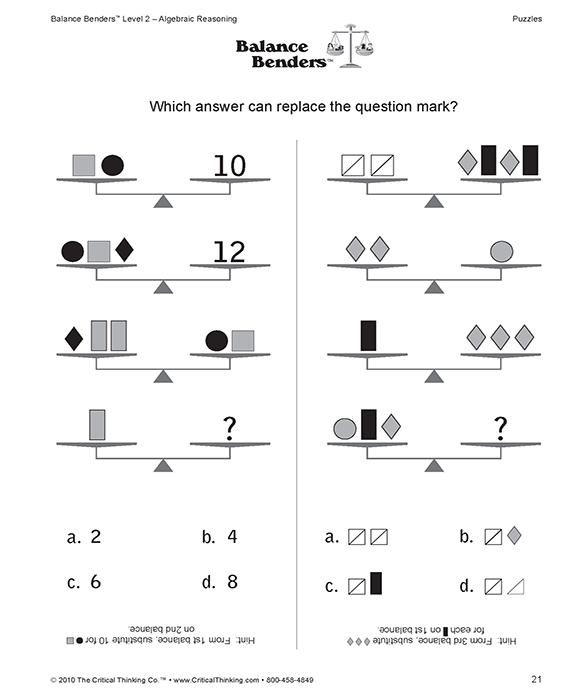 Balance Benders™ Level 2 – Algebraic Reasoning
Puzzles
Balance
Benders™
Which answer can replace the question mark?
10
12
?
?
a. 2
b. 4
c. 6
d. 8
a.
b.
c.
d.
Hint: From 1st balance, substitute 10 for
on 2nd balance.
Hint: From 3rd balance, substitute
for each on 1st balance.
© 2010 The Critical Thinking Co.™ • www.CriticalThinking.com • 800-458-4849
21